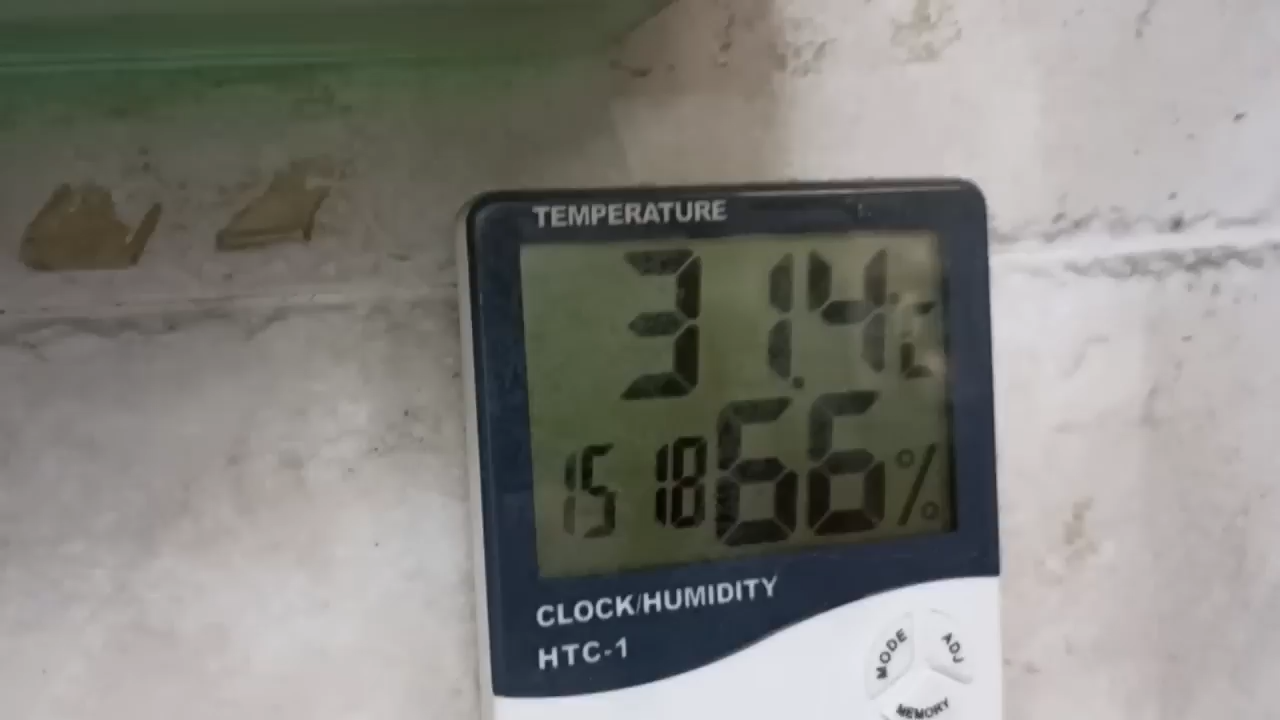 TEMPERATURE
31.4°C
15 18 66%
CLOCK/HUMIDITY
HTC-1
MODE
ADJ
MEMORY